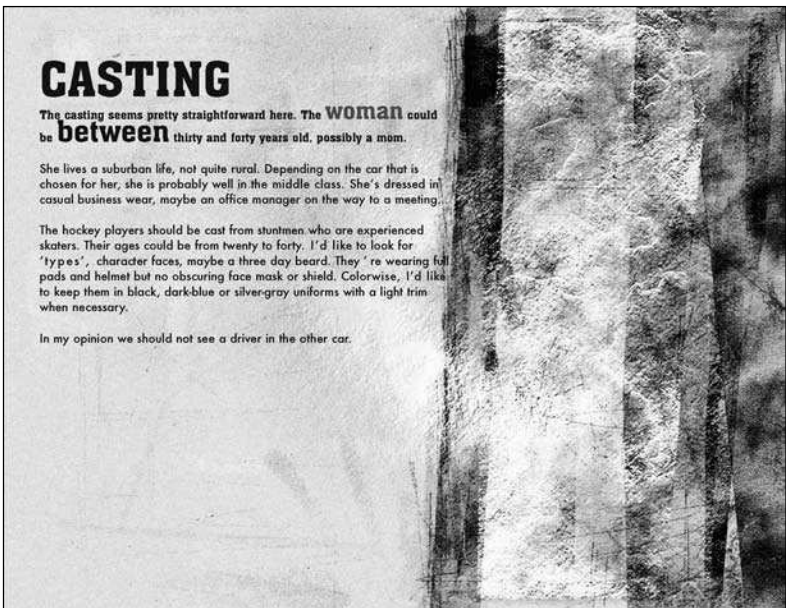 CASTING
The casting seems pretty straightforward here. The woman could
be between thirty and forty years old, possibly a mom.
She lives a suburban life, not quite rural. Depending on the car that is
chosen for her, she is probably well in the middle class. She's dressed in
casual business wear, maybe an office manager on the way to a meeting.
The hockey players should be cast from stuntmen who are experienced
skaters. Their ages could be from twenty to forty. I'd like to look for
'types', character faces, maybe a three day beard. They're wearing full
pads and helmet but no obscuring face mask or shield. Colorwise, I'd like
to keep them in black, dark-blue or silver-gray uniforms with a light trim
when necessary.
In my opinion we should not see a driver in the other car.